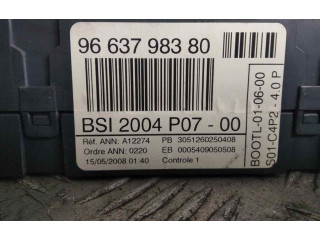 96 637 983 80
BSI 2004 P07 - 00
Réf. ANN: A12274 PB 3051260250408
Ordre ANN: 0220 EB 0005409050508
15/05/2008 01:40 Controle 1
BOOTL-01-06-00
S01-C4P2 - 4.0 P